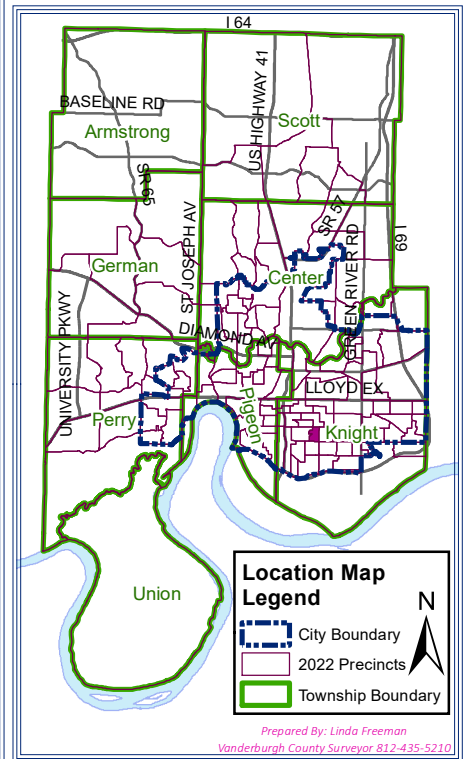 I 64
US HIGHWAY 41
BASELINE RD
Scott
Armstrong
SR 65
SR 57
ST JOSEPH AV
GREEN RIVER RD
I 69
German
Center
UNIVERSITY PKWY
DIAMOND AV
LLOYD EX
Perry
Pigeon
Knight
Union
Location Map
Legend
N
City Boundary
2022 Precincts
Township Boundary
Prepared By: Linda Freeman
Vanderburgh County Surveyor 812-435-5210